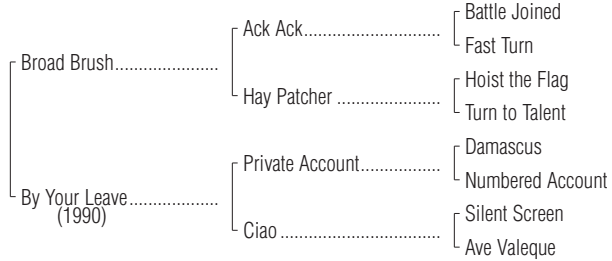 Battle Joined
Ack Ack
Fast Turn
Broad Brush
Hoist the Flag
Hay Patcher
Turn to Talent
Damascus
Private Account
Numbered Account
By Your Leave
(1990)
Silent Screen
Ciao
Ave Valeque